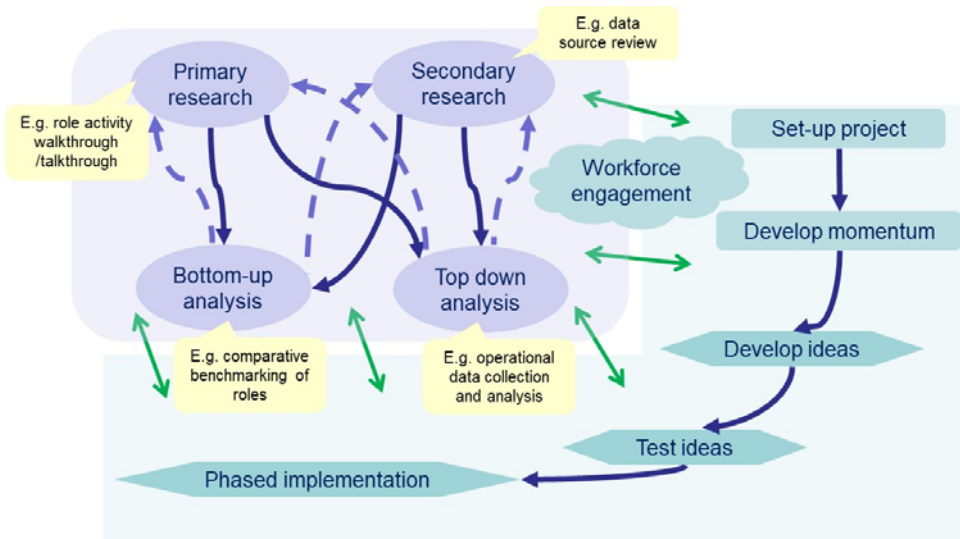 E.g. data
source review
Primary
research
Secondary
research
E.g. role activity
walkthrough
/talkthrough
Set-up project
Workforce
engagement
Develop momentum
Bottom-up
analysis
Top down
analysis
Develop ideas
E.g. comparative
benchmarking of
roles
E.g. operational
data collection
and analysis
Test ideas
Phased implementation